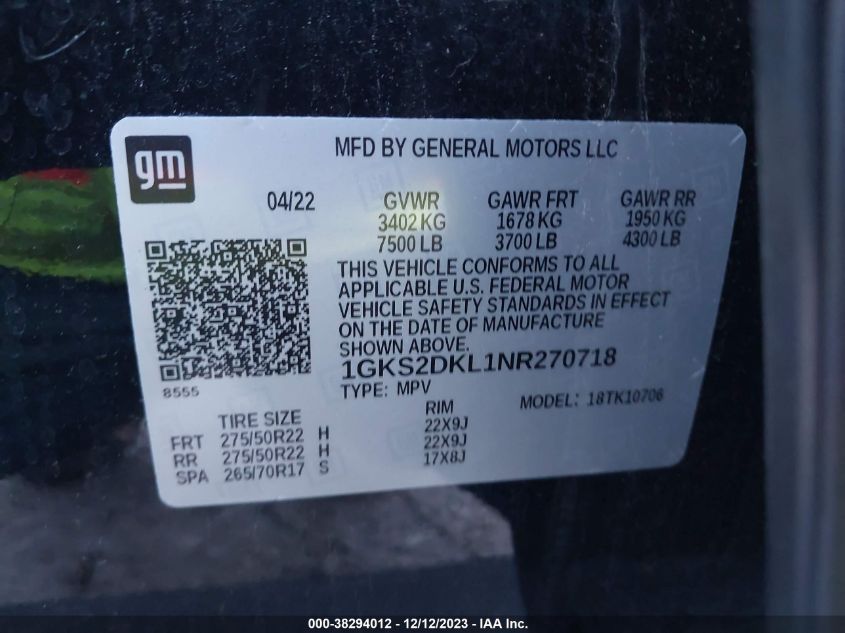 gm
MFD BY GENERAL MOTORS LLC
04/22 GVWR GAWR FRT GAWR RR
3402 KG 1678 KG 1950 KG
7500 LB 3700 LB 4300 LB
THIS VEHICLE CONFORMS TO ALL
APPLICABLE U.S. FEDERAL MOTOR
VEHICLE SAFETY STANDARDS IN EFFECT
ON THE DATE OF MANUFACTURE
SHOWN ABOVE.
1GKS2DKL1NR270718
8555 TYPE: MPV MODEL: 18TK10706
TIRE SIZE RIM
FRT 275/50R22 H 22X9J
RR 275/50R22 H 22X9J
SPA 265/70R17 S 17X8J
000-38294012 - 12/12/2023 - IAA Inc.